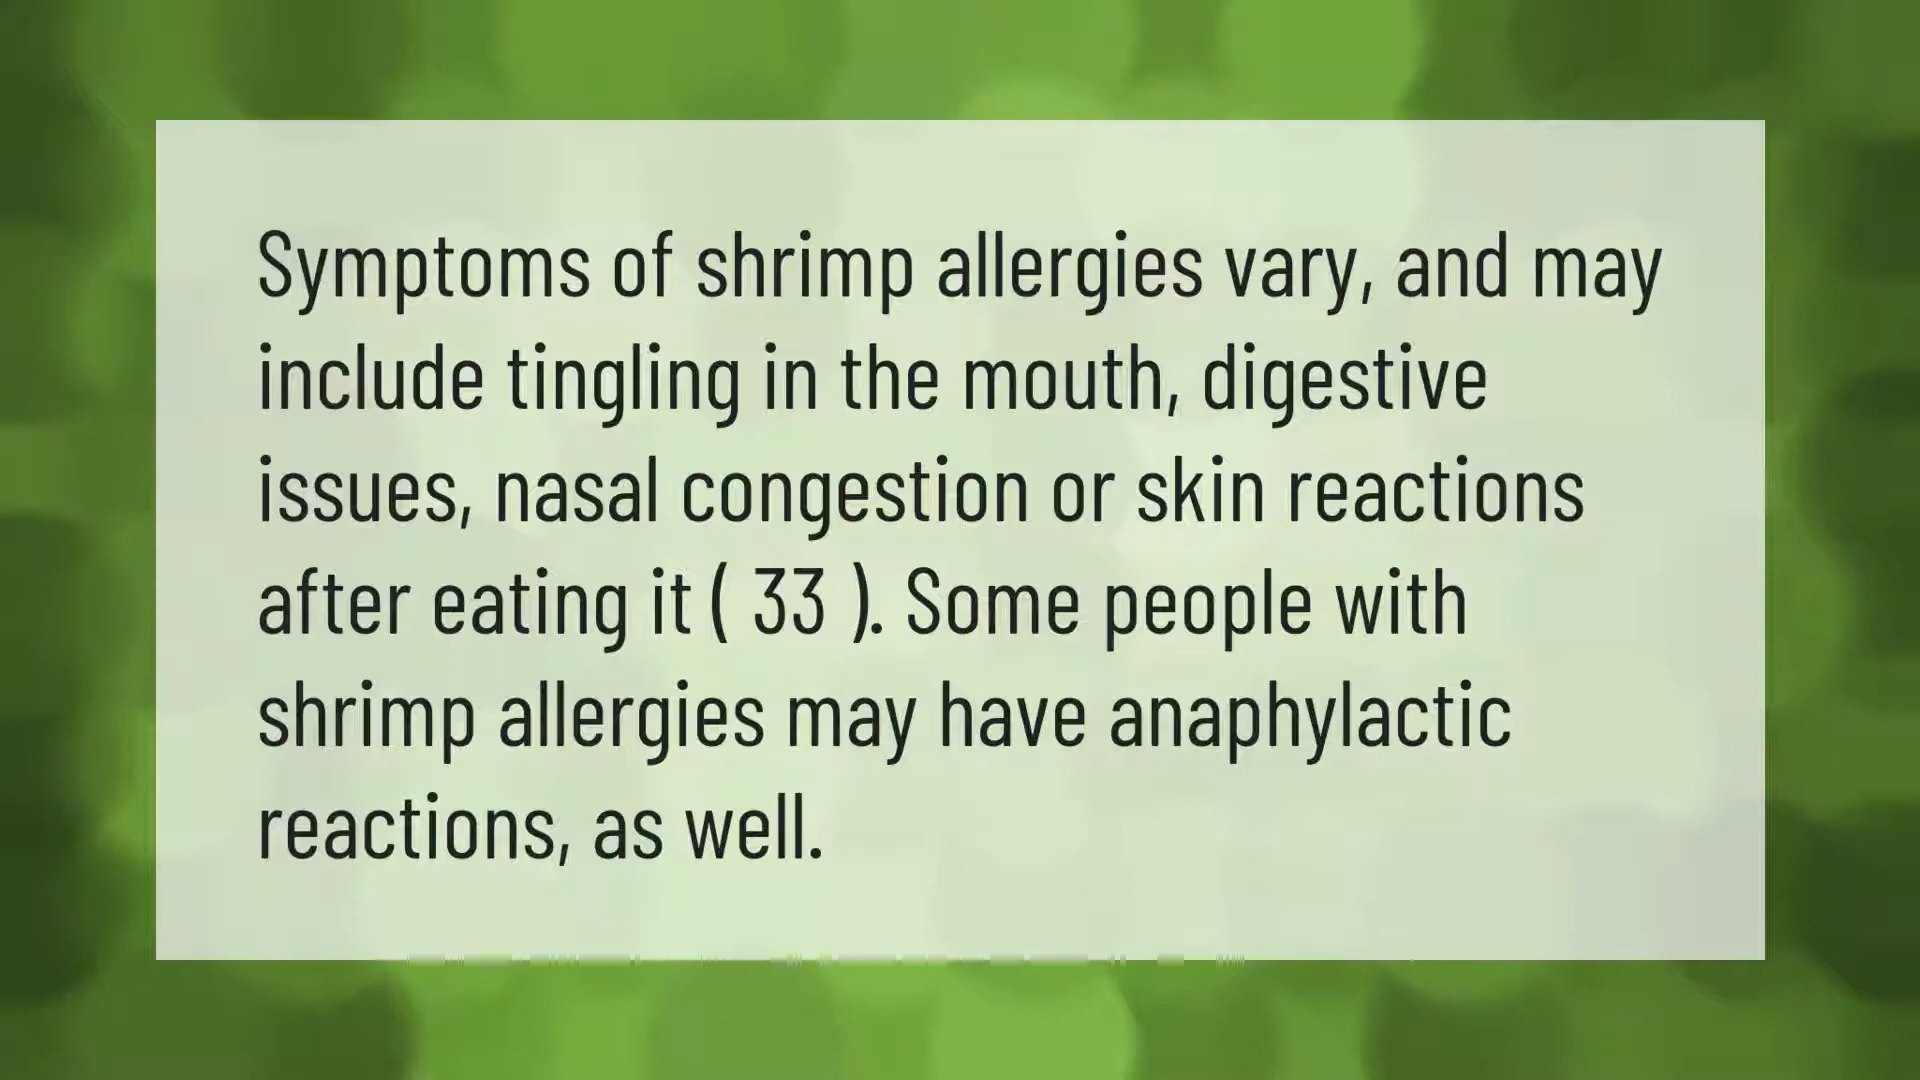 Symptoms of shrimp allergies vary, and may
include tingling in the mouth, digestive
issues, nasal congestion or skin reactions
after eating it ( 33 ). Some people with
shrimp allergies may have anaphylactic
reactions, as well.